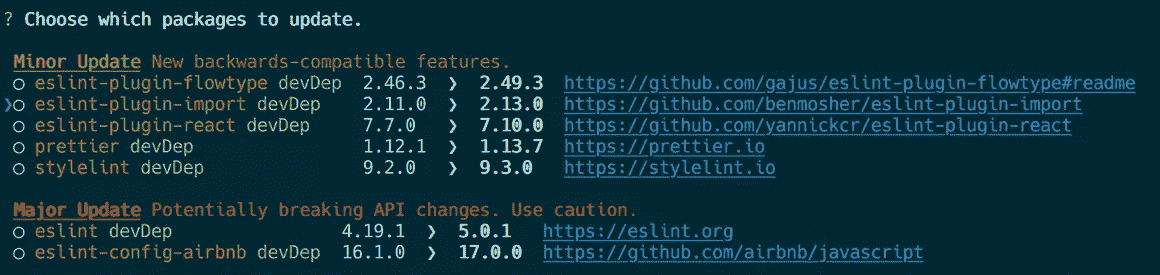 ? Choose which packages to update.
Minor Update New backwards-compatible features.
○ eslint-plugin-flowtype devDep 2.46.3 ❯ 2.49.3 https://github.com/gajus/eslint-plugin-flowtype#readme
❯○ eslint-plugin-import devDep 2.11.0 ❯ 2.13.0 https://github.com/benmosher/eslint-plugin-import
○ eslint-plugin-react devDep 7.7.0 ❯ 7.10.0 https://github.com/yannickcr/eslint-plugin-react
○ prettier devDep 1.12.1 ❯ 1.13.7 https://prettier.io
○ stylelint devDep 9.2.0 ❯ 9.3.0 https://stylelint.io
Major Update Potentially breaking API changes. Use caution.
○ eslint devDep 4.19.1 ❯ 5.0.1 https://eslint.org
○ eslint-config-airbnb devDep 16.1.0 ❯ 17.0.0 https://github.com/airbnb/javascript